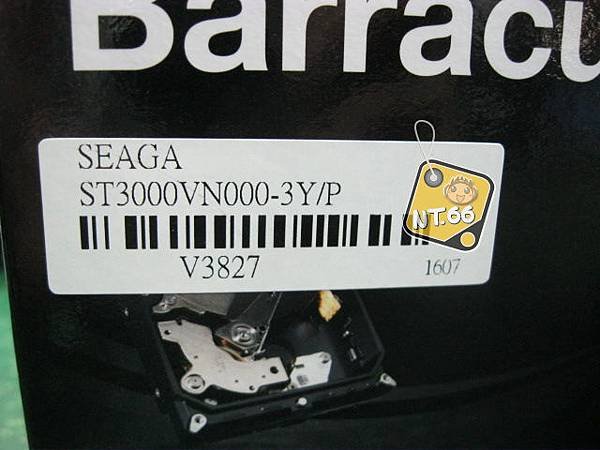 Barracu
SEAGA
ST3000VN000-3Y/P
NT.66
V3827
1607